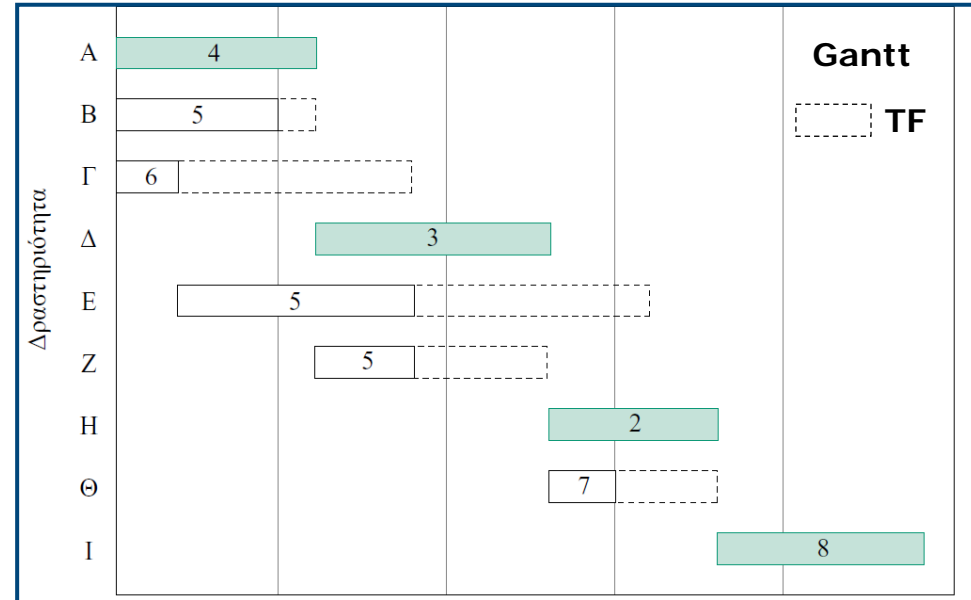 Gantt
TF
Δραστηριότητα
Α 4
Β 5
Γ 6
Δ 3
Ε 5
Ζ 5
Η 2
Θ 7
Ι 8